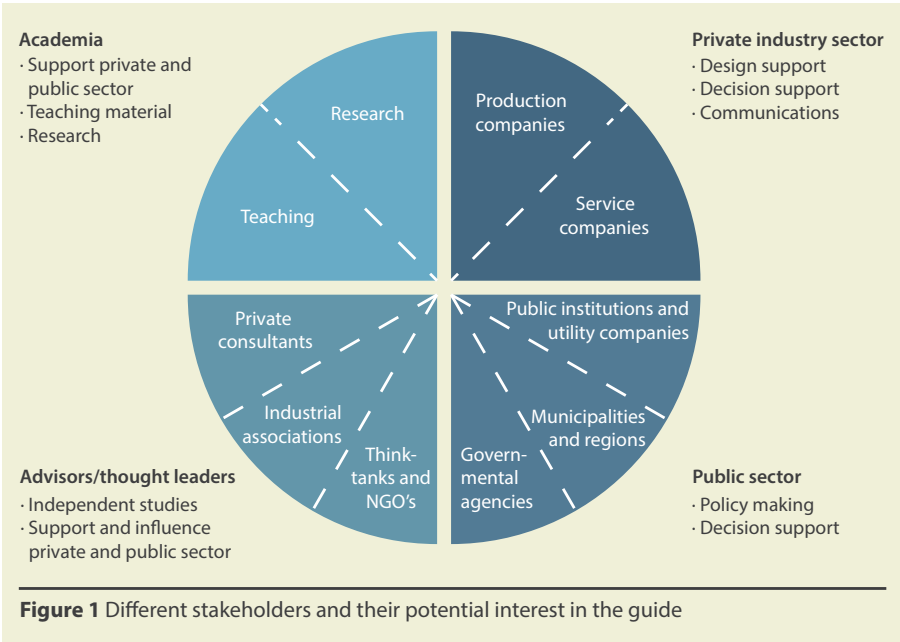 Academia
· Support private and
public sector
· Teaching material
· Research
Private industry sector
· Design support
· Decision support
· Communications
Research
Teaching
Production
companies
Service
companies
Private
consultants
Industrial
associations
Think-
tanks and
NGO's
Public institutions and
utility companies
Municipalities
and regions
Govern-
mental
agencies
Advisors/thought leaders
· Independent studies
· Support and influence
private and public sector
Public sector
· Policy making
· Decision support
Figure 1 Different stakeholders and their potential interest in the guide